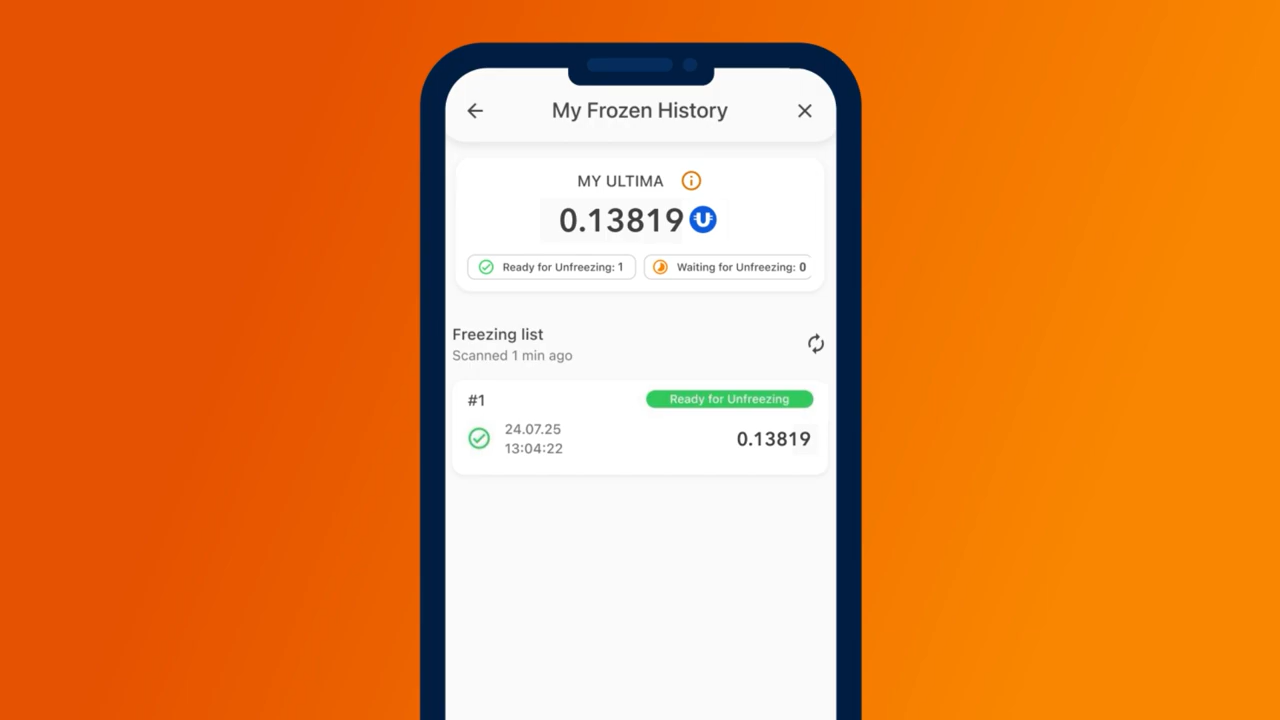 My Frozen History
MY ULTIMA
0.13819
Ready for Unfreezing: 1
Waiting for Unfreezing: 0
Freezing list
Scanned 1 min ago
#1
Ready for Unfreezing
24.07.25
13:04:22
0.13819